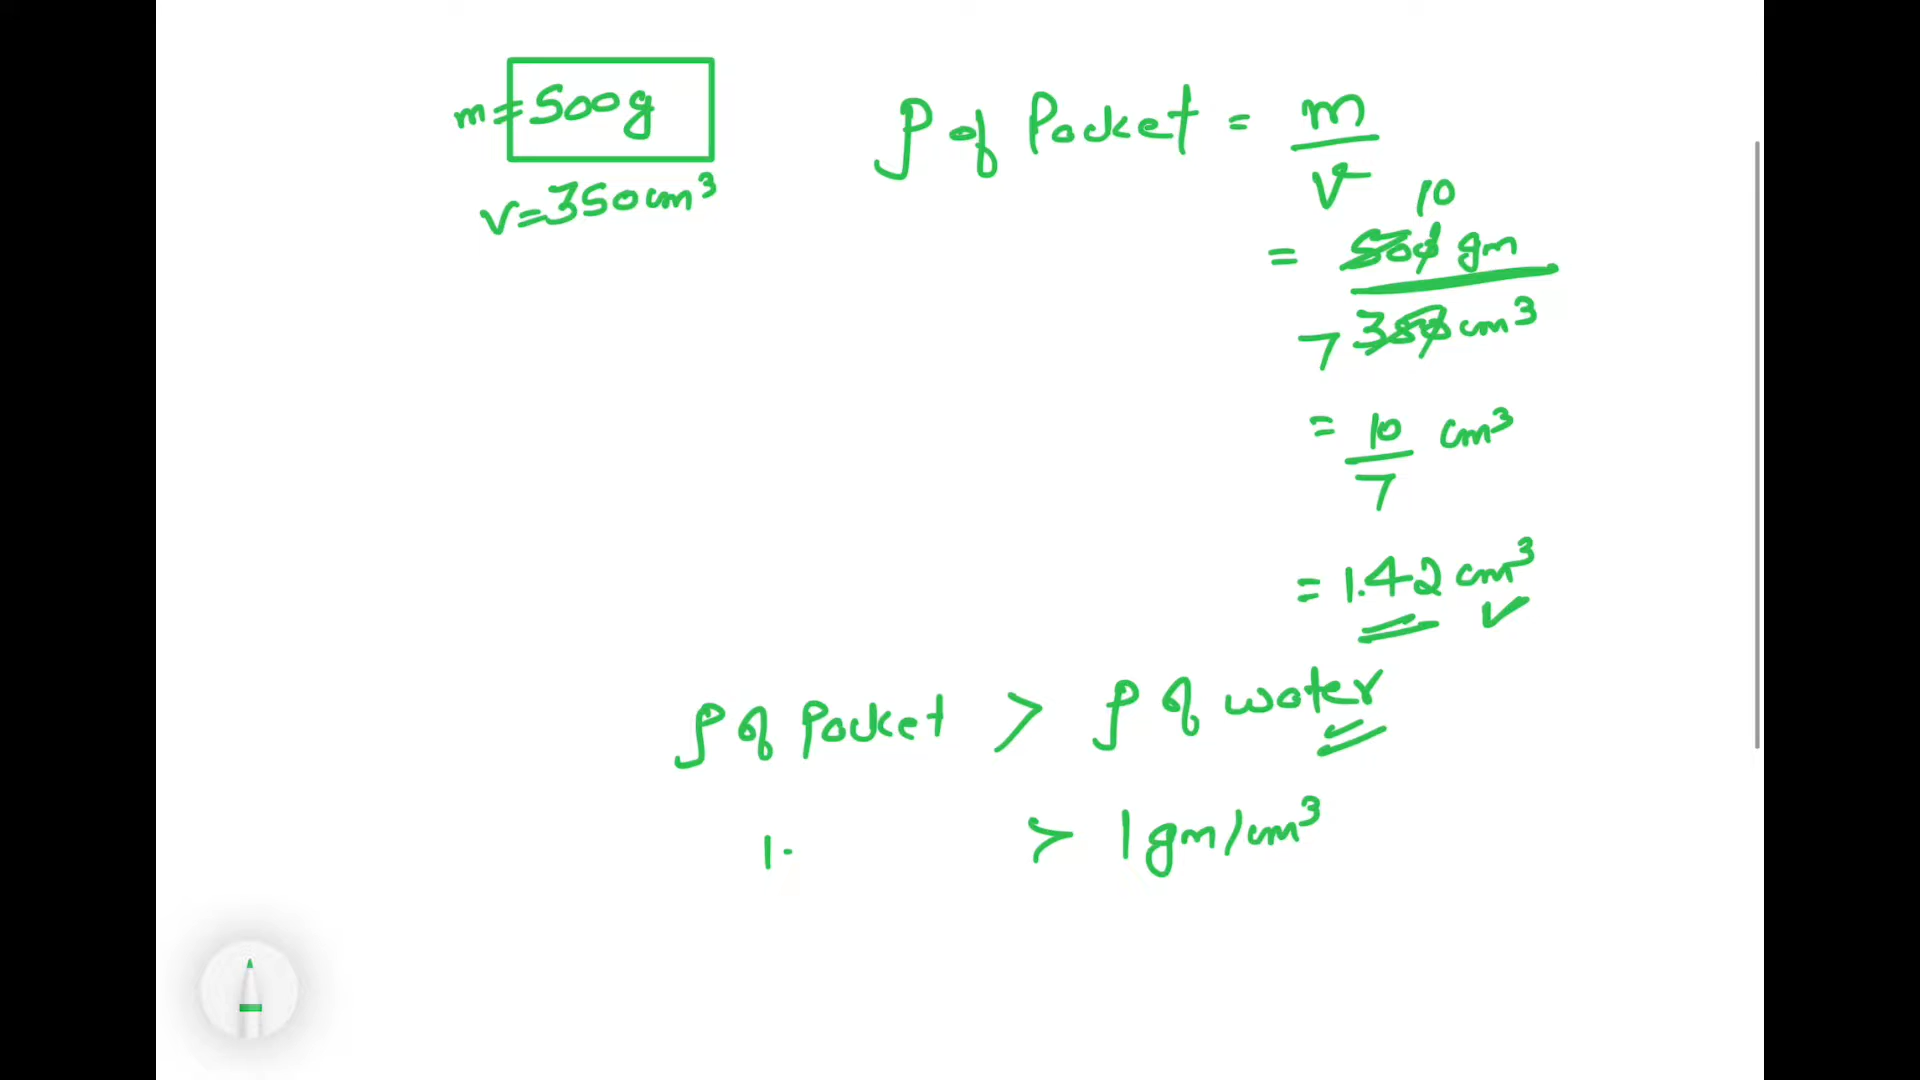 m = 500g
v = 350 cm³
ρ of Packet = m
v
10
= 500 gm
7 350 cm³
= 10 cm³
7
= 1.42 cm³
ρ of Packet > ρ of water
1. > 1 gm/cm³